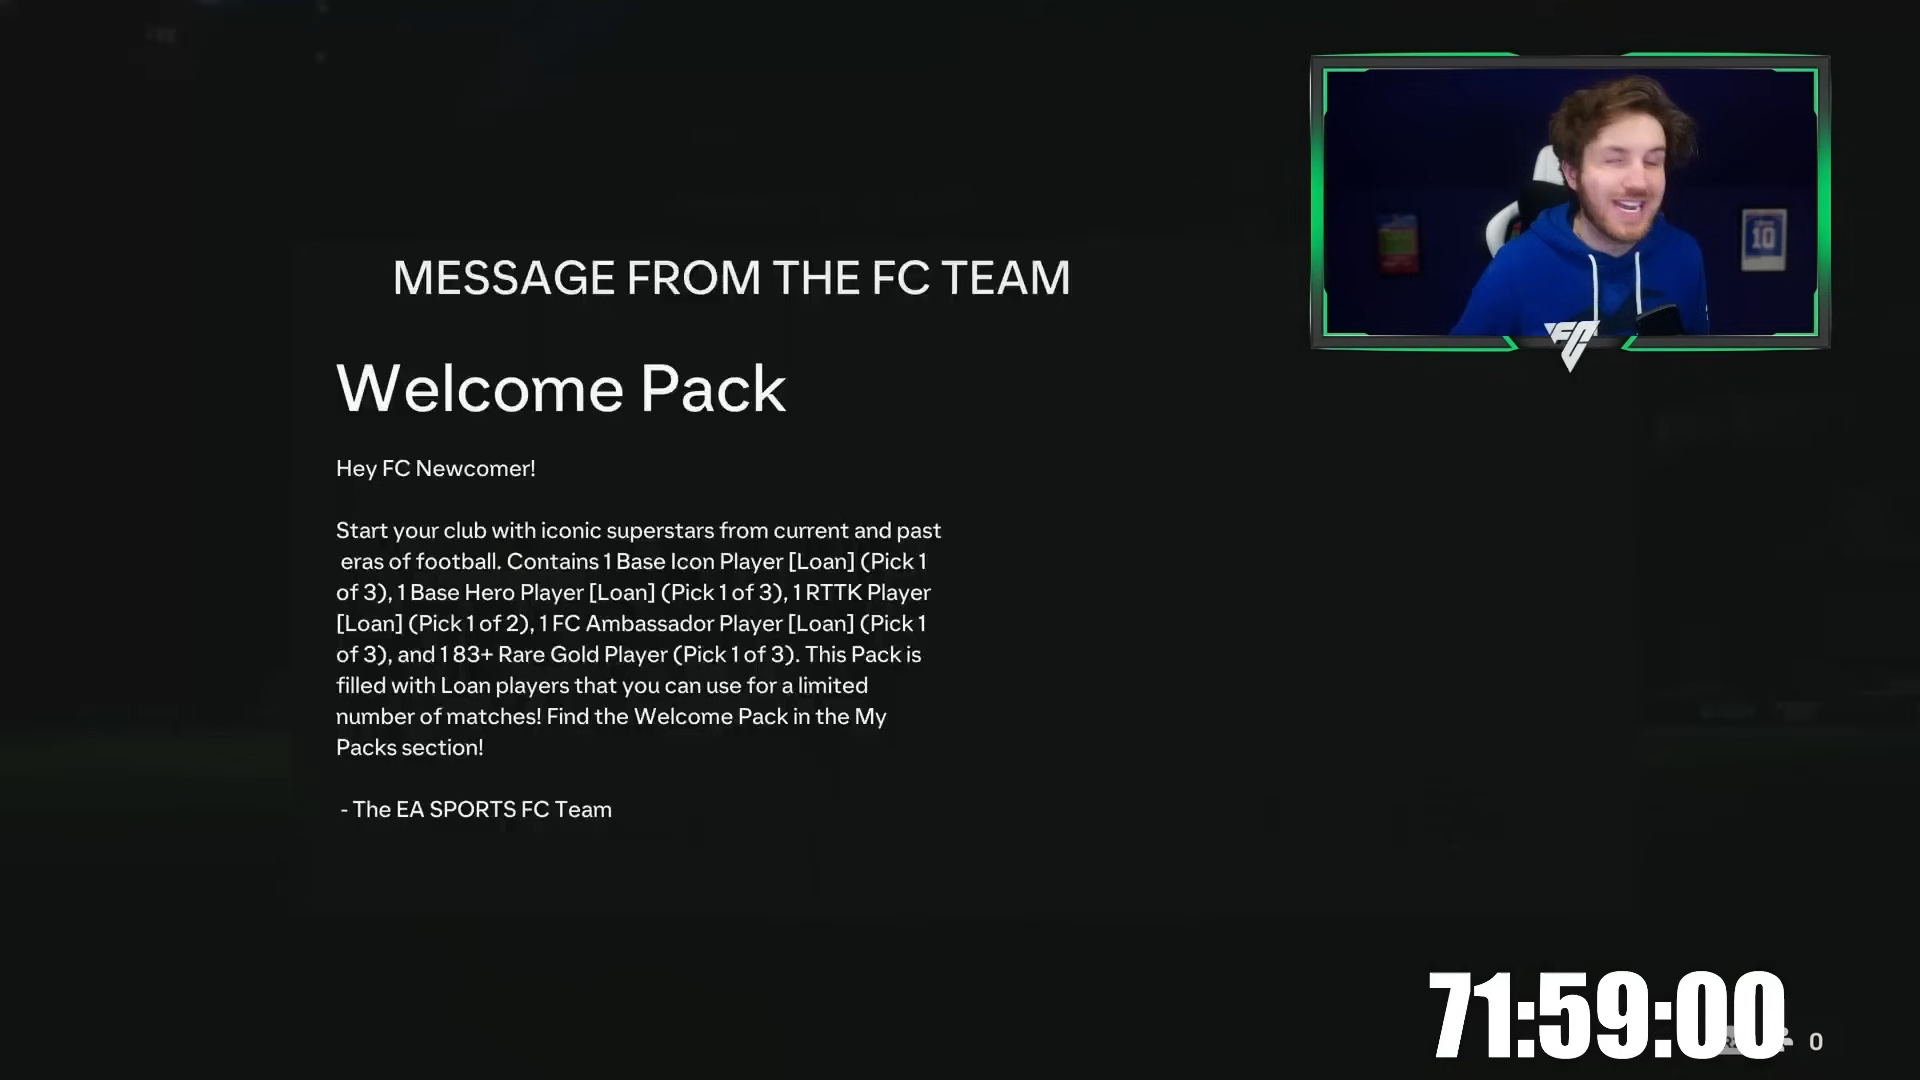 MESSAGE FROM THE FC TEAM
Welcome Pack
Hey FC Newcomer!
Start your club with iconic superstars from current and past
eras of football. Contains 1 Base Icon Player [Loan] (Pick 1
of 3), 1 Base Hero Player [Loan] (Pick 1 of 3), 1 RTTK Player
[Loan] (Pick 1 of 2), 1 FC Ambassador Player [Loan] (Pick 1
of 3), and 1 83+ Rare Gold Player (Pick 1 of 3). This Pack is
filled with Loan players that you can use for a limited
number of matches! Find the Welcome Pack in the My
Packs section!
- The EA SPORTS FC Team
10
FC
71:59:00
0